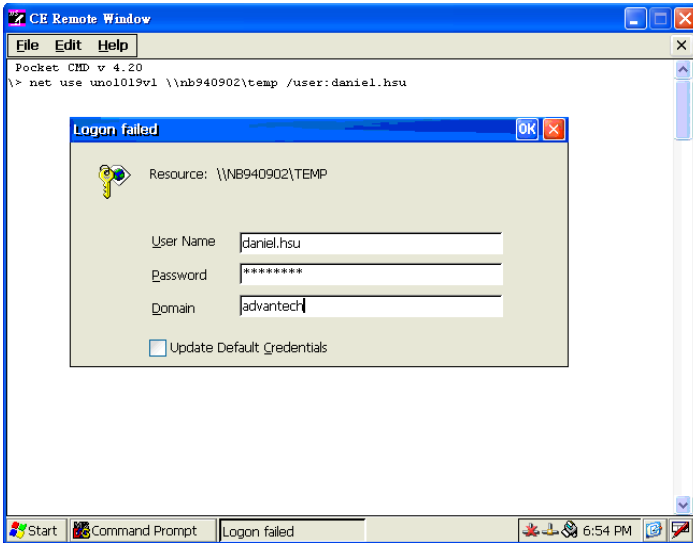 CE Remote Window
File Edit Help
Pocket CMD v 4.20
\> net use uno1019v1 \\nb940902\temp /user:daniel.hsu
Logon failed
OK
Resource: \\NB940902\TEMP
User Name daniel.hsu
Password ********
Domain advantech
Update Default Credentials
Start Command Prompt Logon failed 6:54 PM